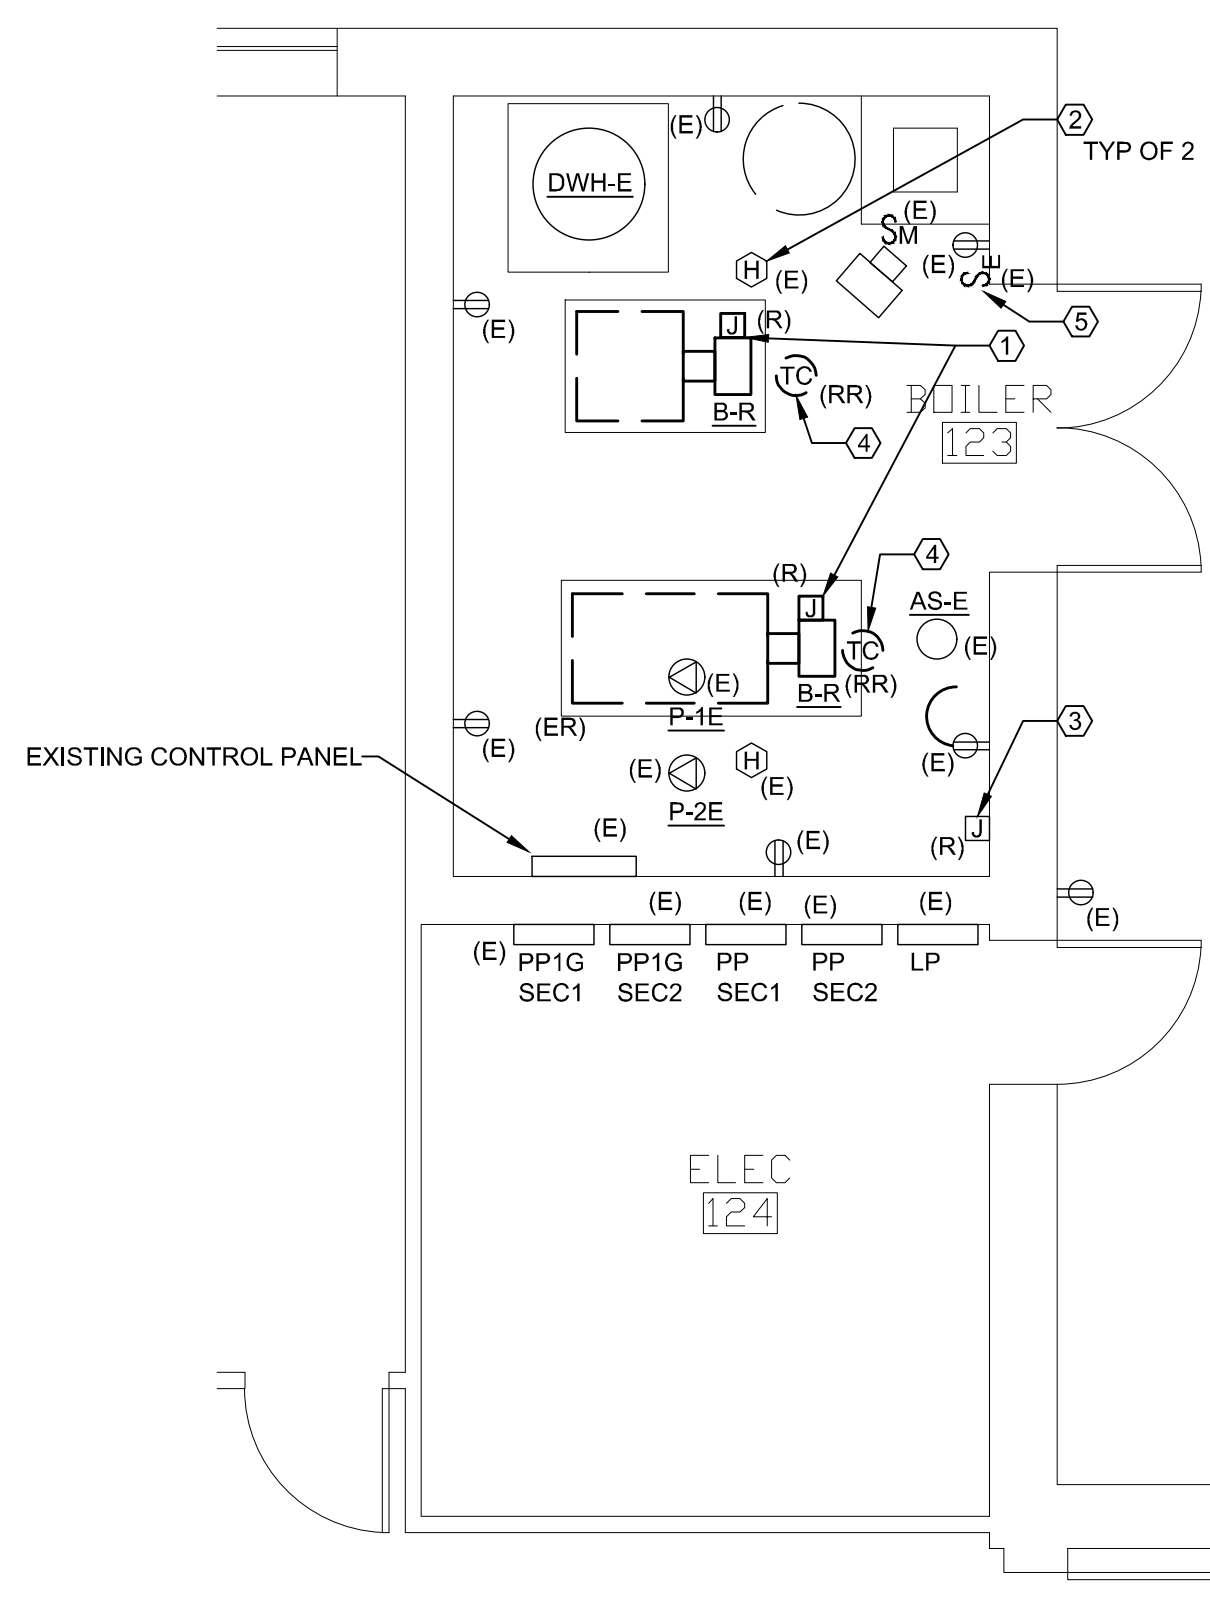 (E)
2
TYP OF 2
DWH-E
(E)
SM
H
(E)
(E)
SE
(E)
(E)
J
(R)
5
1
TC
(RR)
B-R
4
BOILER
123
4
(R)
J
AS-E
(E)
TC
(RR)
B-R
(E)
P-1E
(ER)
(E)
3
EXISTING CONTROL PANEL
(E)
(E)
H
(E)
P-2E
(E)
(E)
J
(R)
(E)
(E)
(E)
(E)
(E)
(E)
PP1G
SEC1
PP1G
SEC2
PP
SEC1
PP
SEC2
LP
ELEC
124